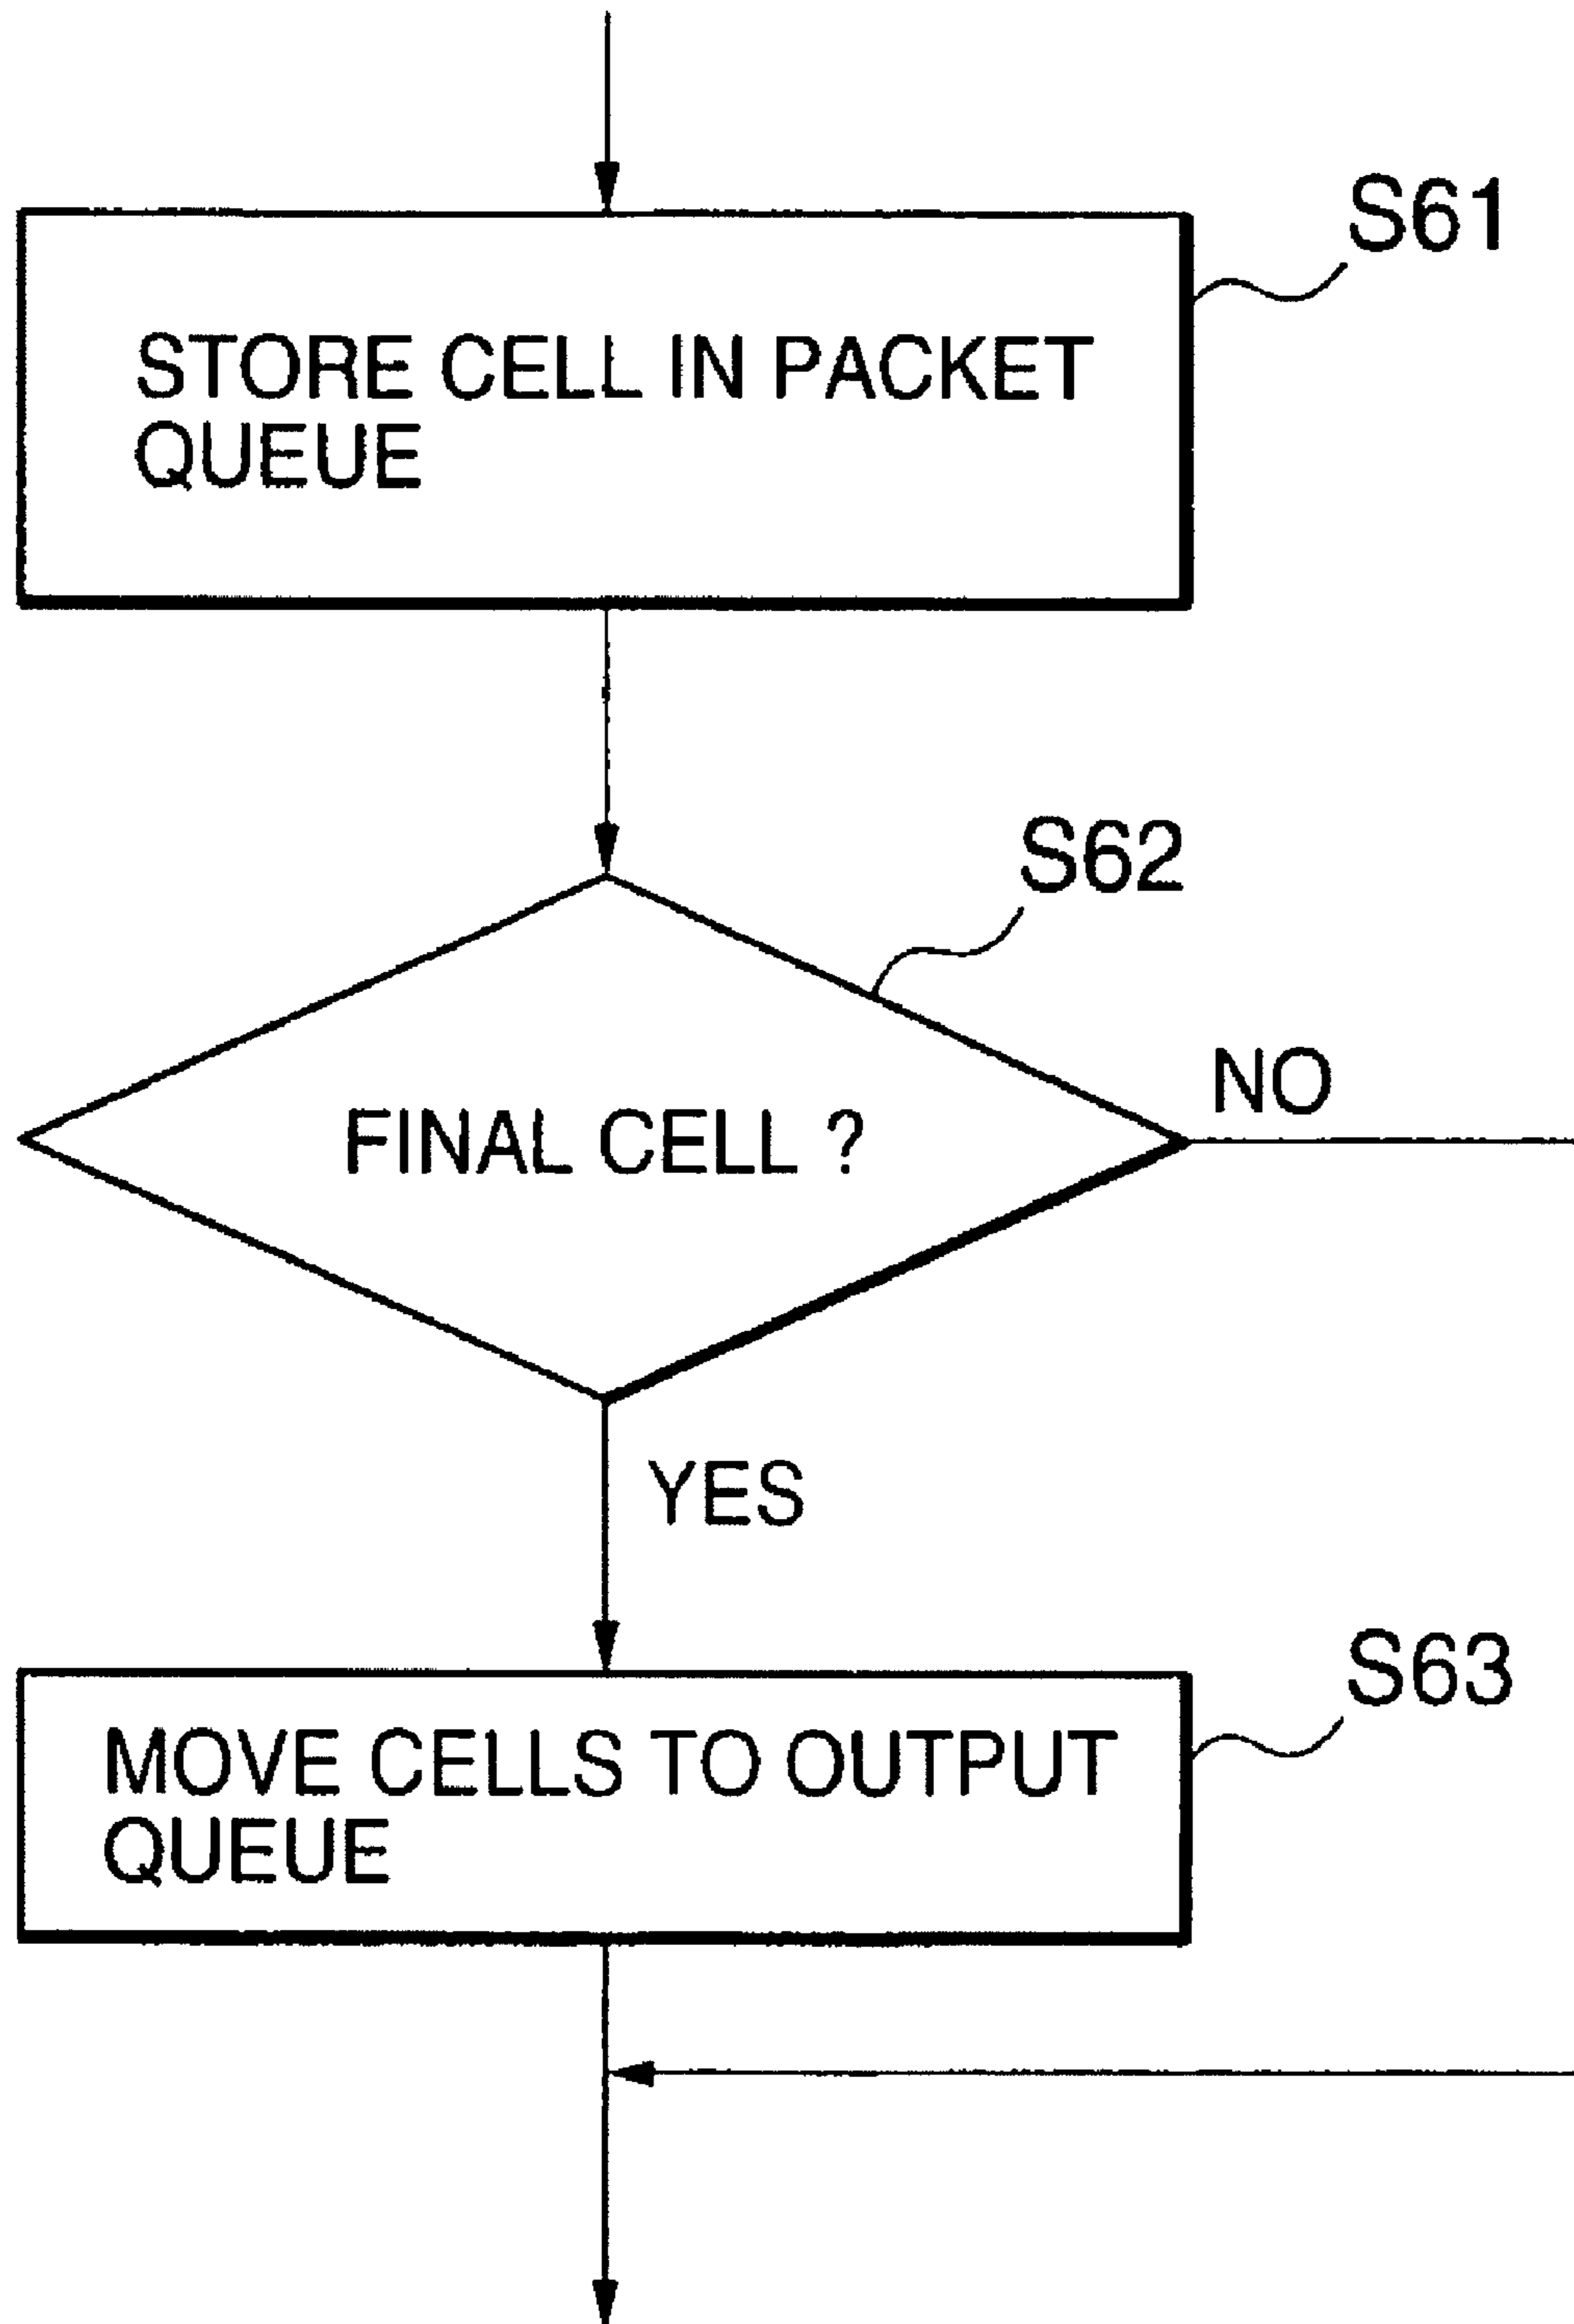 S61
STORE CELL IN PACKET
QUEUE
S62
NO
FINAL CELL ?
YES
S63
MOVE CELLS TO OUTPUT
QUEUE